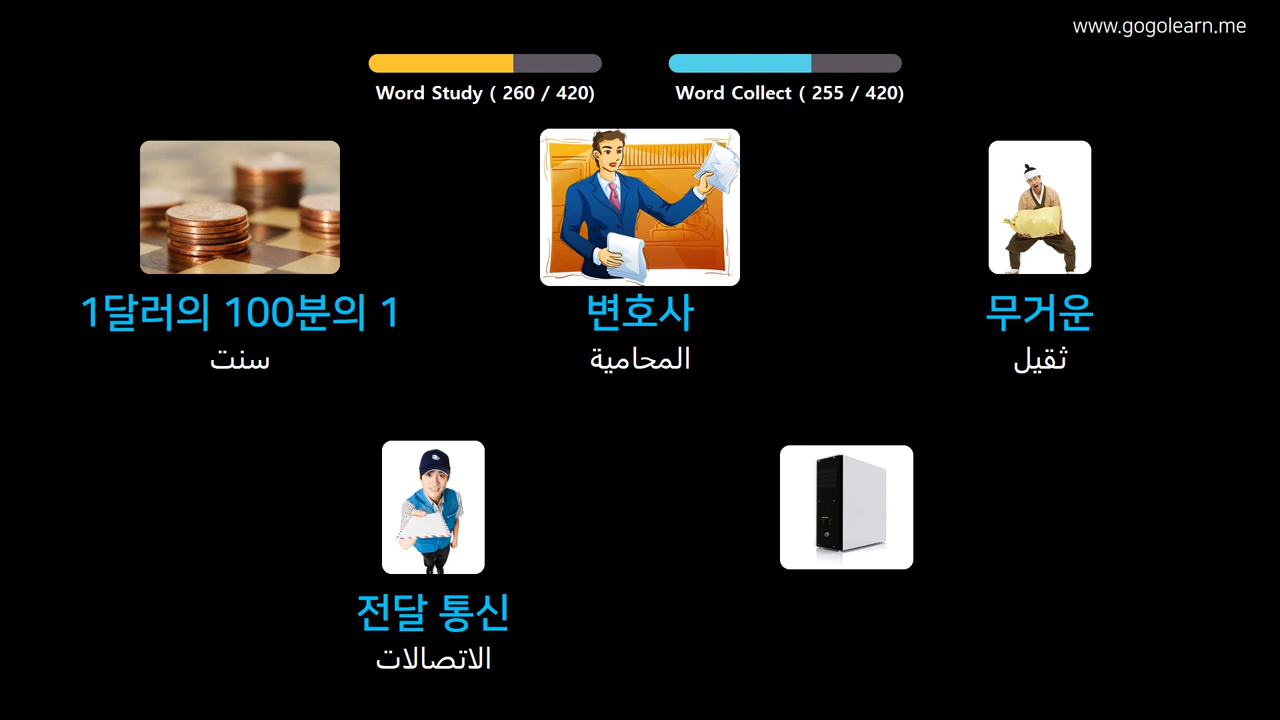 www.gogolearn.me
Word Study ( 260 / 420)
Word Collect ( 255 / 420)
1달러의 100분의 1
سنت
변호사
المحامية
무거운
ثقيل
전달 통신
الاتصالات